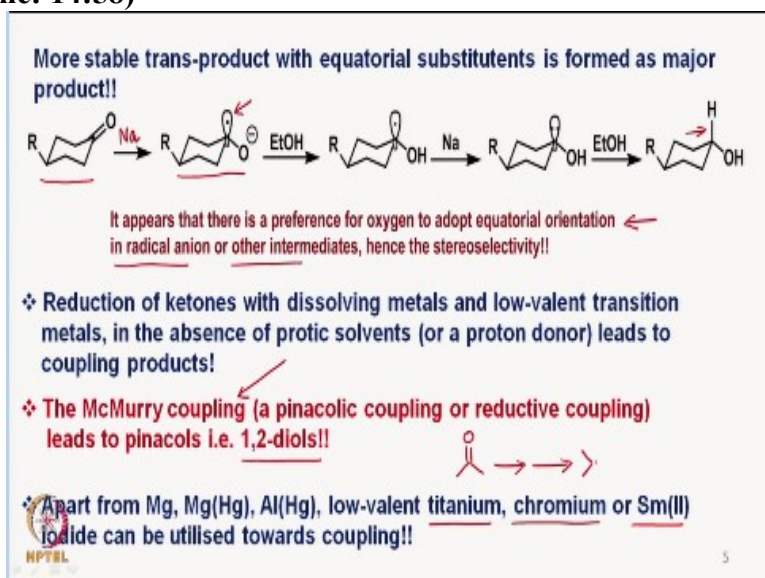 ne: 14:58)
More stable trans-product with equatorial substitutents is formed as major
product!!
R O Na R O ⊖ EtOH R OH Na R OH EtOH R H OH
It appears that there is a preference for oxygen to adopt equatorial orientation
in radical anion or other intermediates, hence the stereoselectivity!!
❖ Reduction of ketones with dissolving metals and low-valent transition
metals, in the absence of protic solvents (or a proton donor) leads to
coupling products!
❖ The McMurry coupling (a pinacolic coupling or reductive coupling)
leads to pinacols i.e. 1,2-diols!!
O
❖ Apart from Mg, Mg(Hg), Al(Hg), low-valent titanium, chromium or Sm(II)
iodide can be utilised towards coupling!!
NPTEL
5